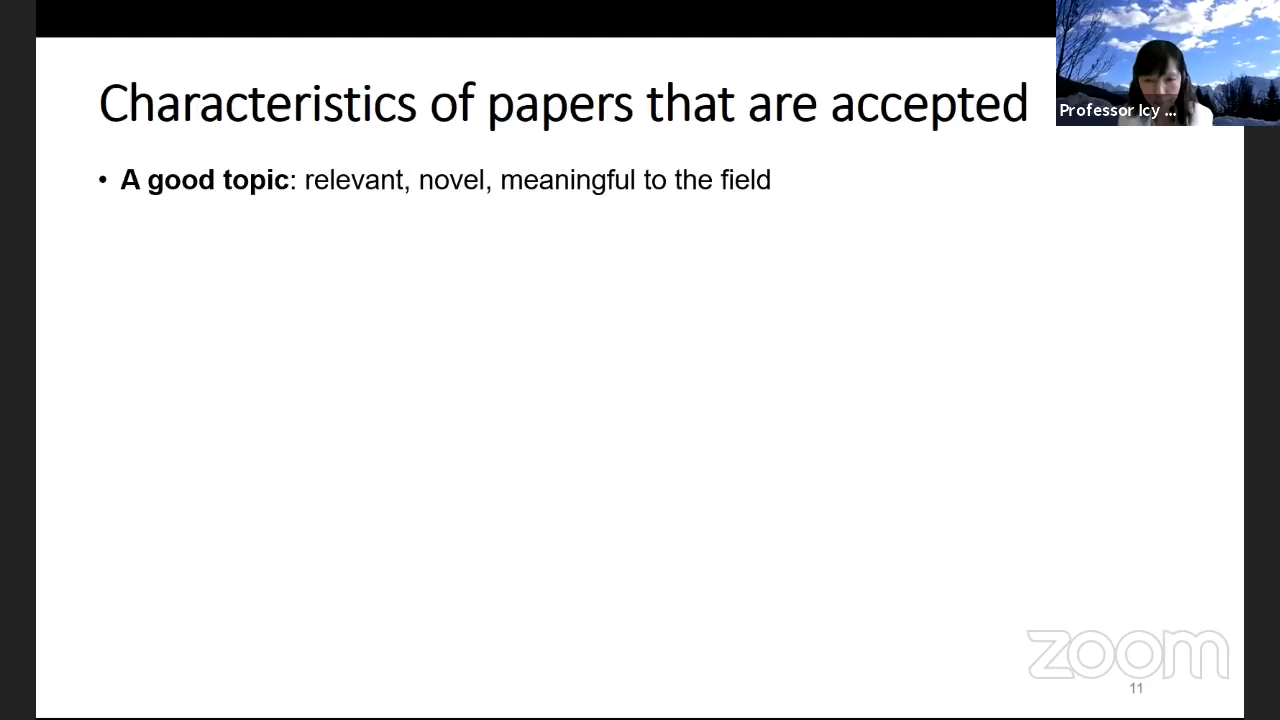 Characteristics of papers that are accepted
Professor Icy ...
• A good topic: relevant, novel, meaningful to the field
zoom
11